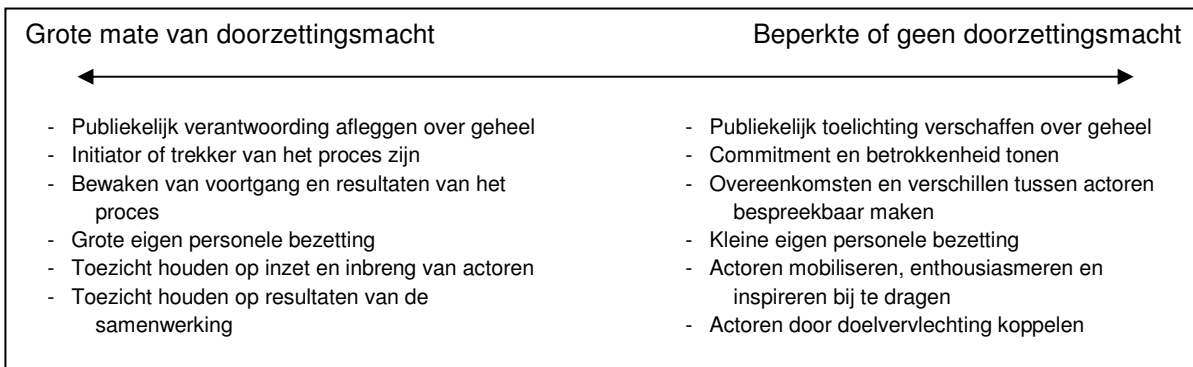 Grote mate van doorzettingsmacht
Beperkte of geen doorzettingsmacht
- Publiekelijk verantwoording afleggen over geheel
- Initiator of trekker van het proces zijn
- Bewaken van voortgang en resultaten van het
proces
- Grote eigen personele bezetting
- Toezicht houden op inzet en inbreng van actoren
- Toezicht houden op resultaten van de
samenwerking
- Publiekelijk toelichting verschaffen over geheel
- Commitment en betrokkenheid tonen
- Overeenkomsten en verschillen tussen actoren
bespreekbaar maken
- Kleine eigen personele bezetting
- Actoren mobiliseren, enthousiasmeren en
inspireren bij te dragen
- Actoren door doelvervlechting koppelen